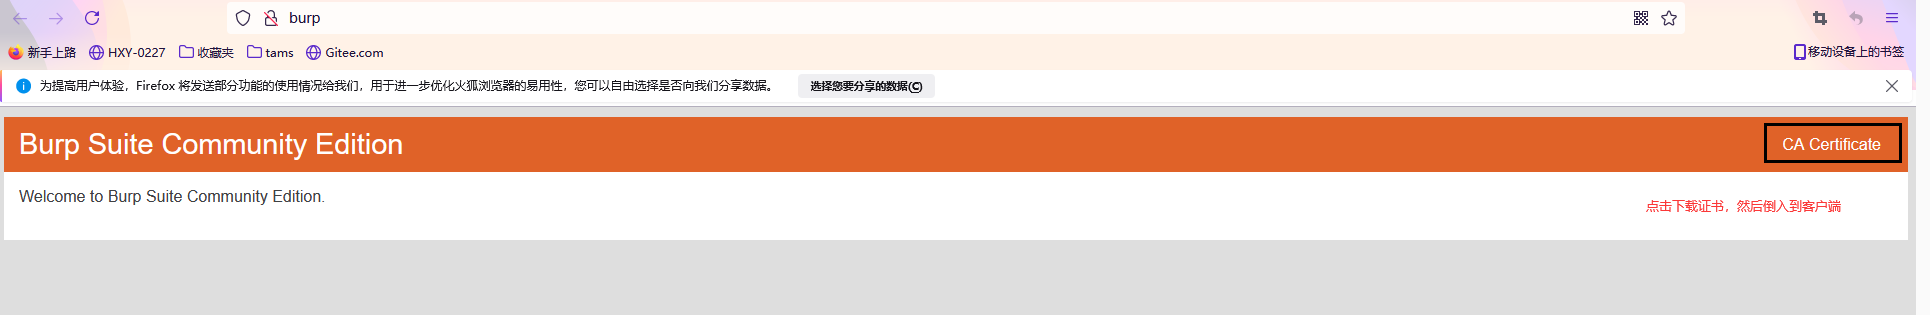 burp
新手上路 HXY-0227 收藏夹 tams Gitee.com 移动设备上的书签
为提高用户体验，Firefox 将发送部分功能的使用情况给我们，用于进一步优化火狐浏览器的易用性，您可以自由选择是否向我们分享数据。 选择您要分享的数据(C)
Burp Suite Community Edition CA Certificate
Welcome to Burp Suite Community Edition.
点击下载证书，然后倒入到客户端